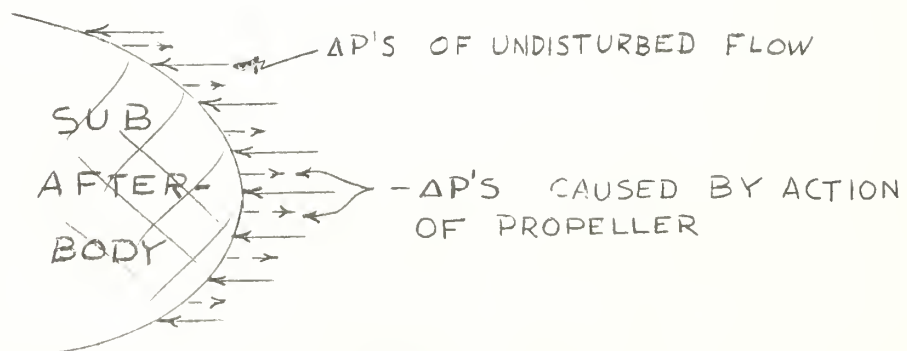 ΔP'S OF UNDISTURBED FLOW
SUB
AFTER-
BODY
-ΔP'S CAUSED BY ACTION
OF PROPELLER